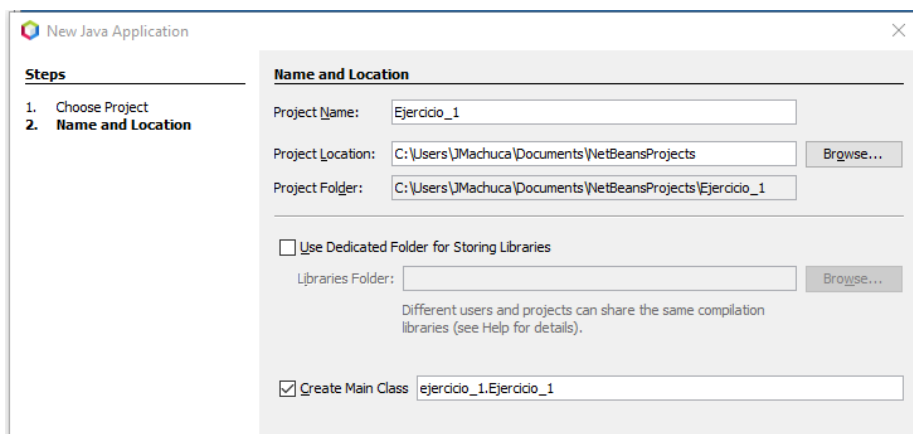 New Java Application
Steps
1. Choose Project
2. Name and Location
Name and Location
Project Name: Ejercicio_1
Project Location: C:\Users\JMachuca\Documents\NetBeansProjects Browse...
Project Folder: C:\Users\JMachuca\Documents\NetBeansProjects\Ejercicio_1
Use Dedicated Folder for Storing Libraries
Libraries Folder: Browse...
Different users and projects can share the same compilation
libraries (see Help for details).
Create Main Class ejercicio_1.Ejercicio_1